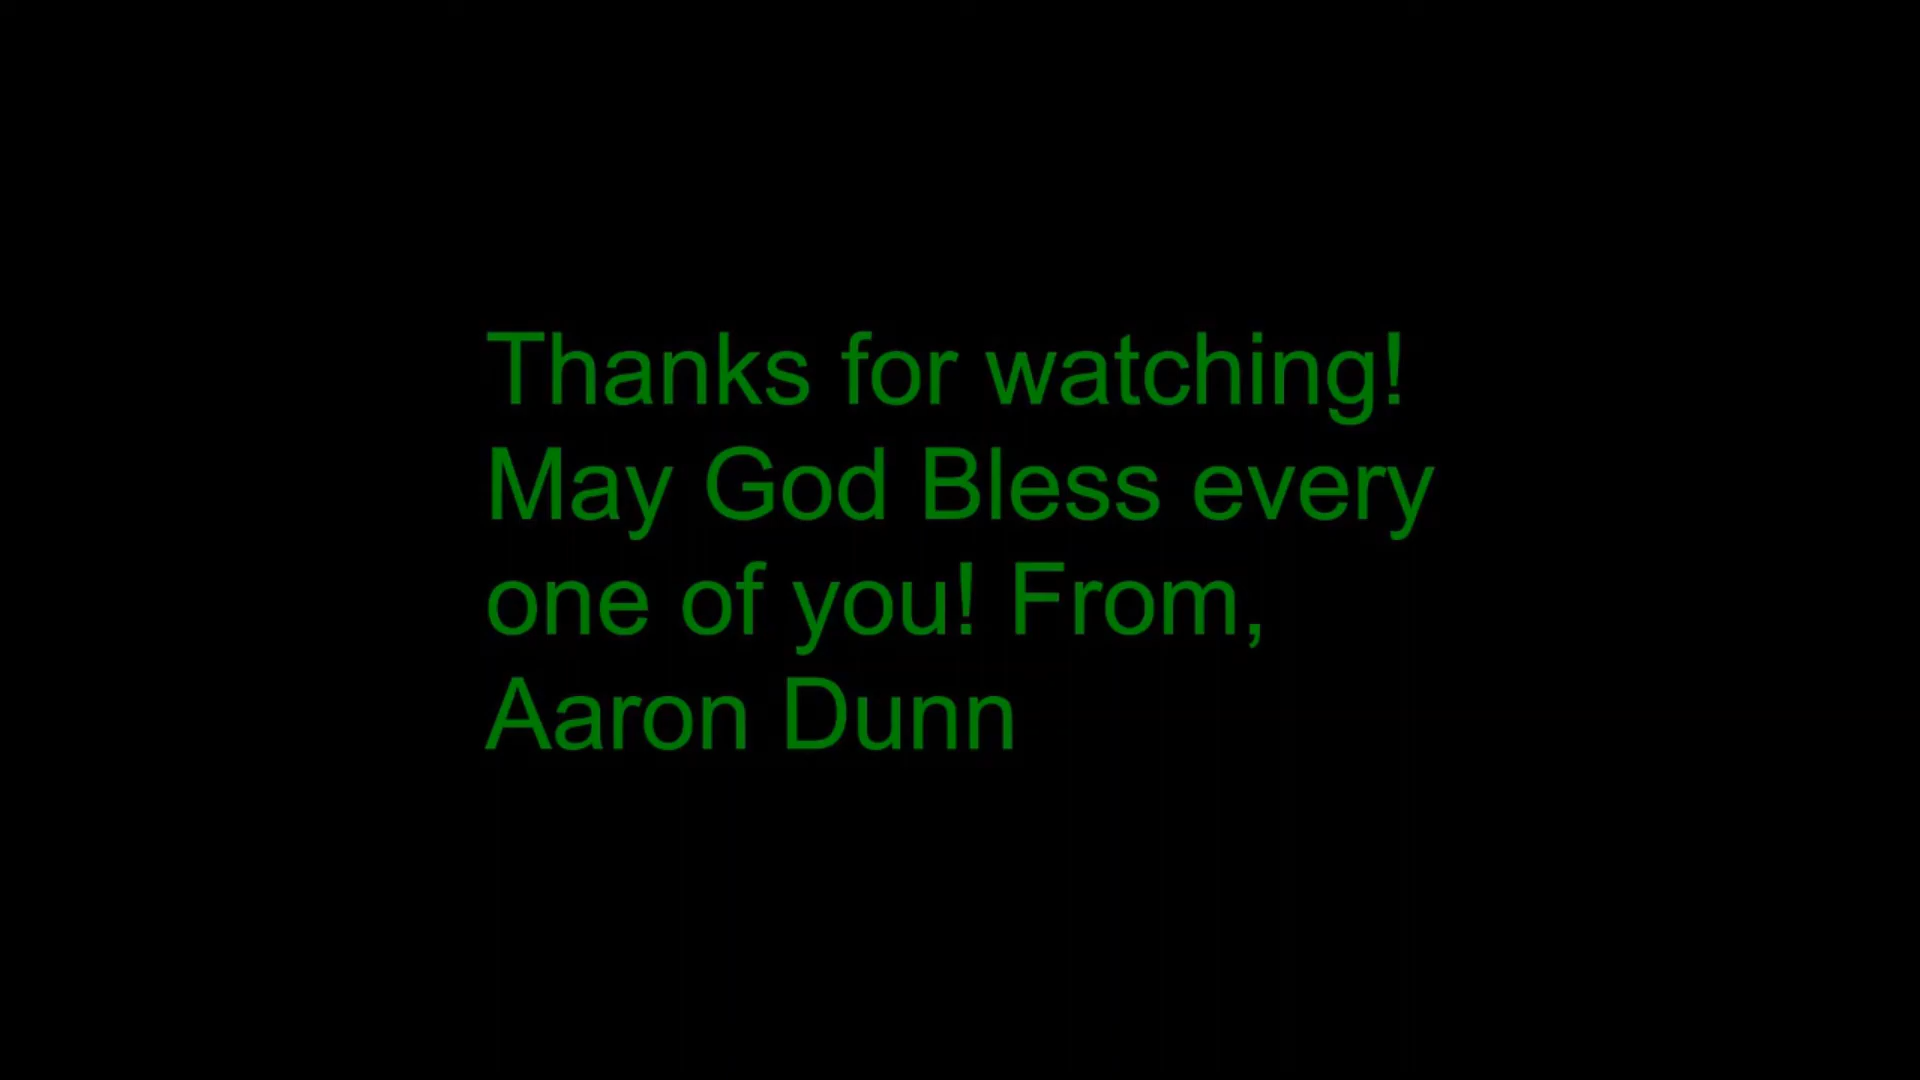 Thanks for watching!
May God Bless every
one of you! From,
Aaron Dunn